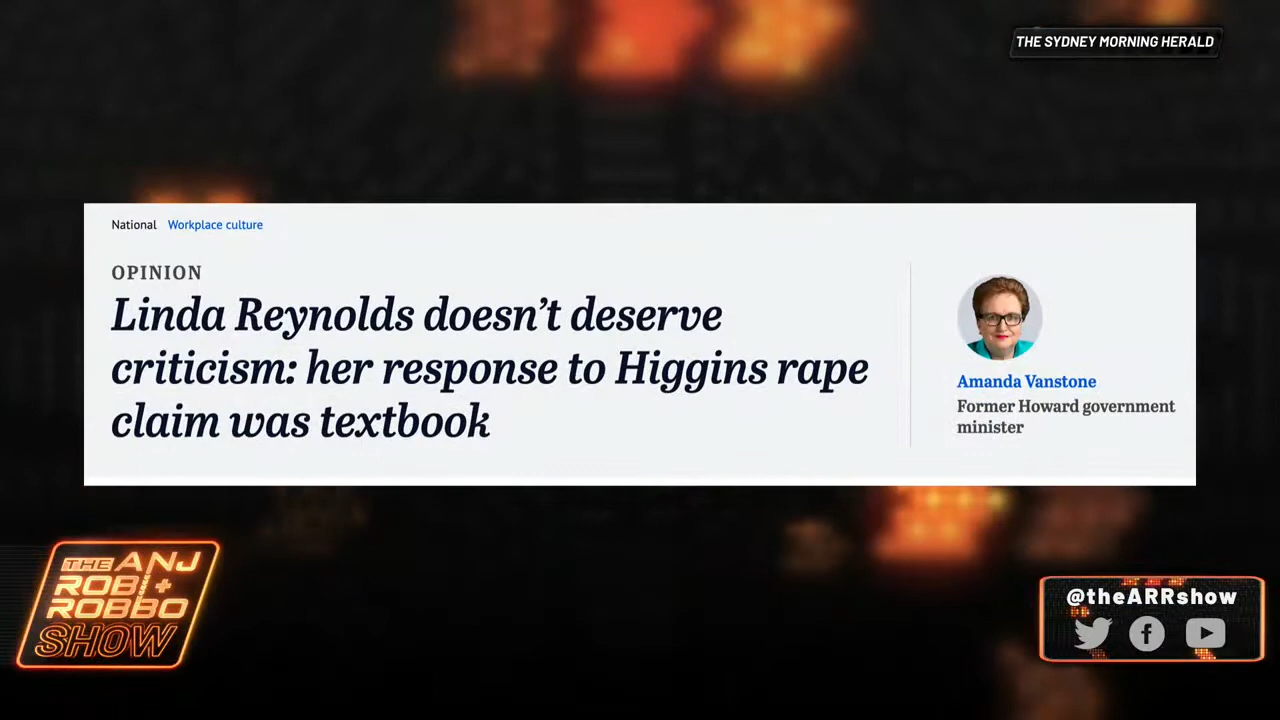 THE SYDNEY MORNING HERALD
National Workplace culture
OPINION
Linda Reynolds doesn’t deserve
criticism: her response to Higgins rape
claim was textbook
Amanda Vanstone
Former Howard government
minister
THE ANJ
ROB +
ROBBO
SHOW
@theARRshow